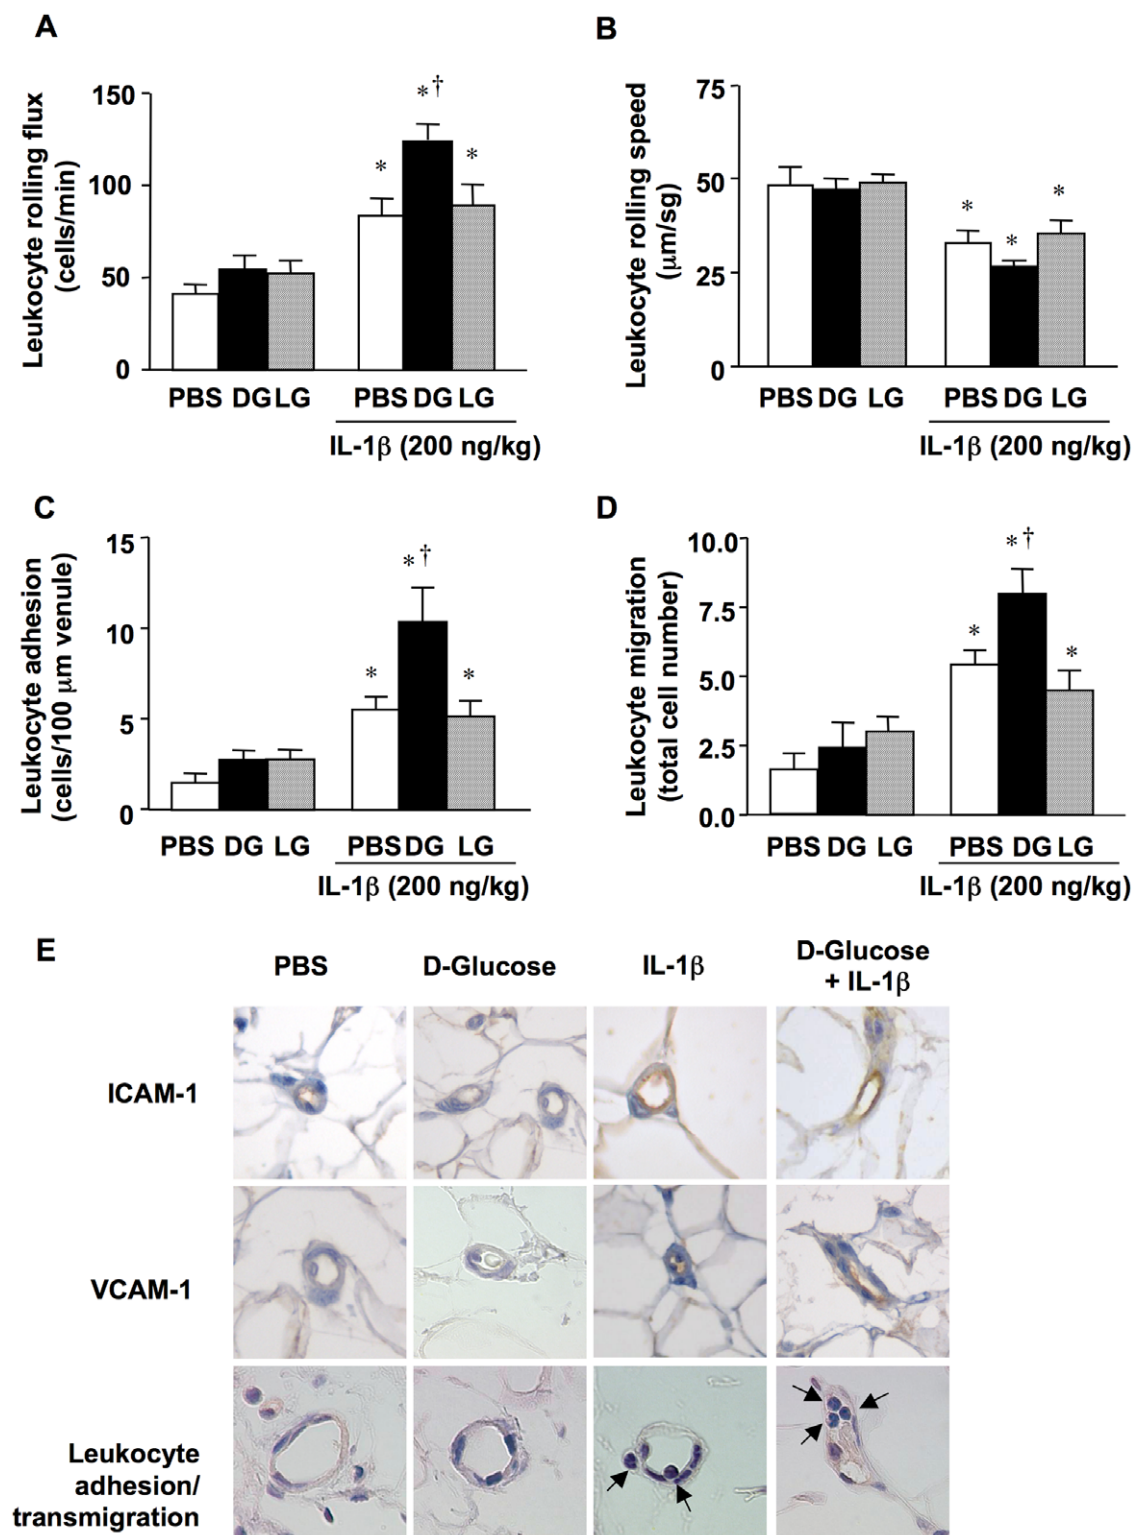 A
Leukocyte rolling flux
(cells/min)
150
100
50
0
*
*†
*
PBS DG LG
PBS DG LG
IL-1β (200 ng/kg)
B
Leukocyte rolling speed
(μm/sg)
75
50
25
0
*
*
*
PBS DG LG
PBS DG LG
IL-1β (200 ng/kg)
C
Leukocyte adhesion
(cells/100 μm venule)
15
10
5
0
*
*†
*
PBS DG LG
PBS DG LG
IL-1β (200 ng/kg)
D
Leukocyte migration
(total cell number)
10.0
7.5
5.0
2.5
0.0
*
*†
*
PBS DG LG
PBS DG LG
IL-1β (200 ng/kg)
E
PBS
D-Glucose
IL-1β
D-Glucose
+ IL-1β
ICAM-1
VCAM-1
Leukocyte
adhesion/
transmigration